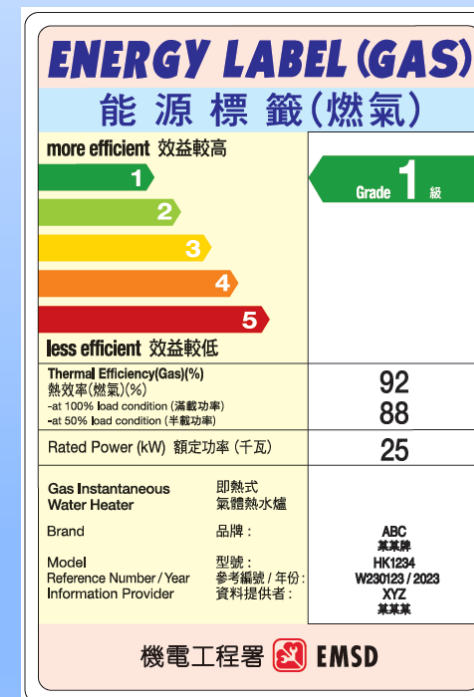 ENERGY LABEL (GAS)
能源標籤(燃氣)
more efficient 效益較高
1
Grade 1 級
2
3
4
5
less efficient 效益較低
Thermal Efficiency(Gas)(%)
熱效率(燃氣)(%)
-at 100% load condition (滿載功率) 92
-at 50% load condition (半載功率) 88
Rated Power (kW) 額定功率 (千瓦) 25
Gas Instantaneous 即熱式
Water Heater 氣體熱水爐
Brand 品牌 : ABC
某某牌
Model 型號 : HK1234
Reference Number / Year 參考編號 / 年份 : W230123 / 2023
Information Provider 資料提供者 : XYZ
某某某
機電工程署 EMSD